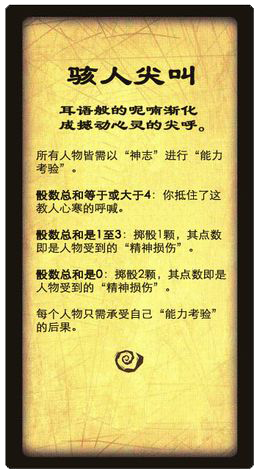 骇人尖叫
耳语般的呢喃渐化
成撼动心灵的尖呼。
所有人物皆需以“神志”进行“能力
考验”。
骰数总和等于或大于4：你抵住了这
教人心寒的呼喊。
骰数总和是1至3：掷骰1颗，其点数
即是人物受到的“精神损伤”。
骰数总和是0：掷骰2颗，其点数即是
人物受到的“精神损伤”。
每个人物只需承受自己“能力考验”
的后果。